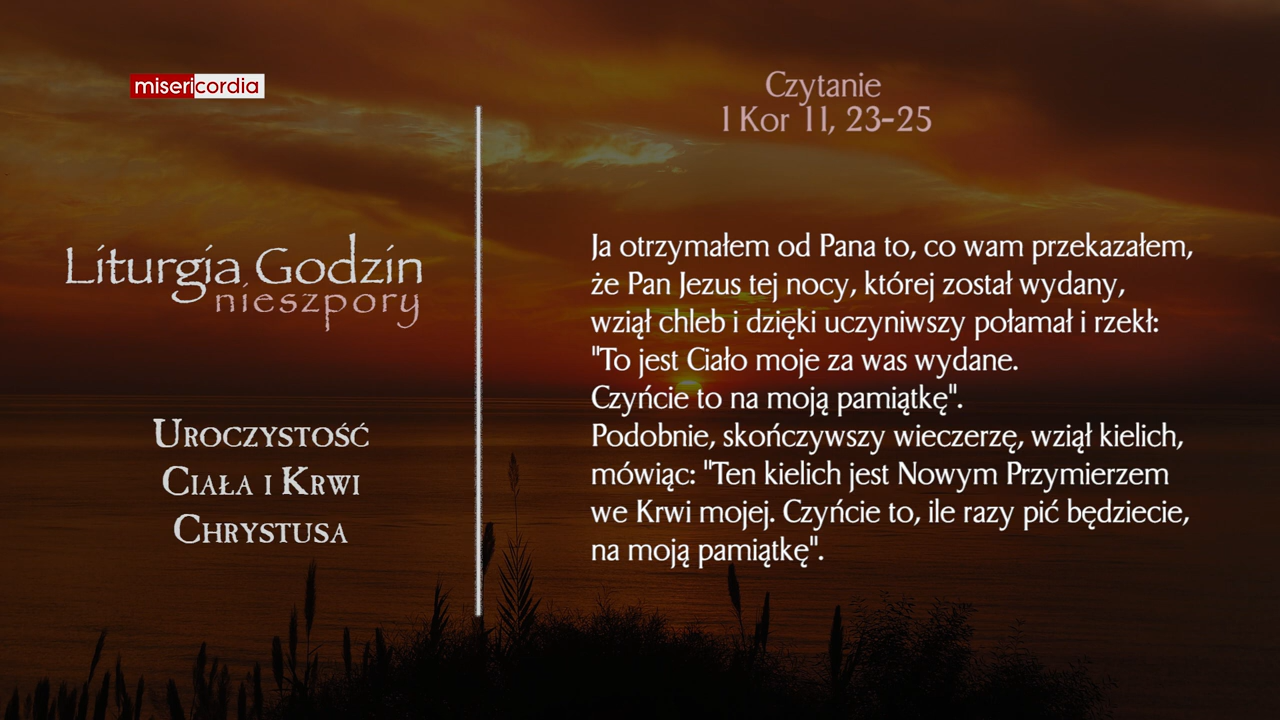 misericordia
Liturgia Godzin
nieszpory
Uroczystość
Ciała i Krwi
Chrystusa
Czytanie
1 Kor 11, 23-25
Ja otrzymałem od Pana to, co wam przekazałem,
że Pan Jezus tej nocy, której został wydany,
wziął chleb i dzięki uczyniwszy połamał i rzekł:
"To jest Ciało moje za was wydane.
Czyńcie to na moją pamiątkę".
Podobnie, skończywszy wieczerzę, wziął kielich,
mówiąc: "Ten kielich jest Nowym Przymierzem
we Krwi mojej. Czyńcie to, ile razy pić będziecie,
na moją pamiątkę".